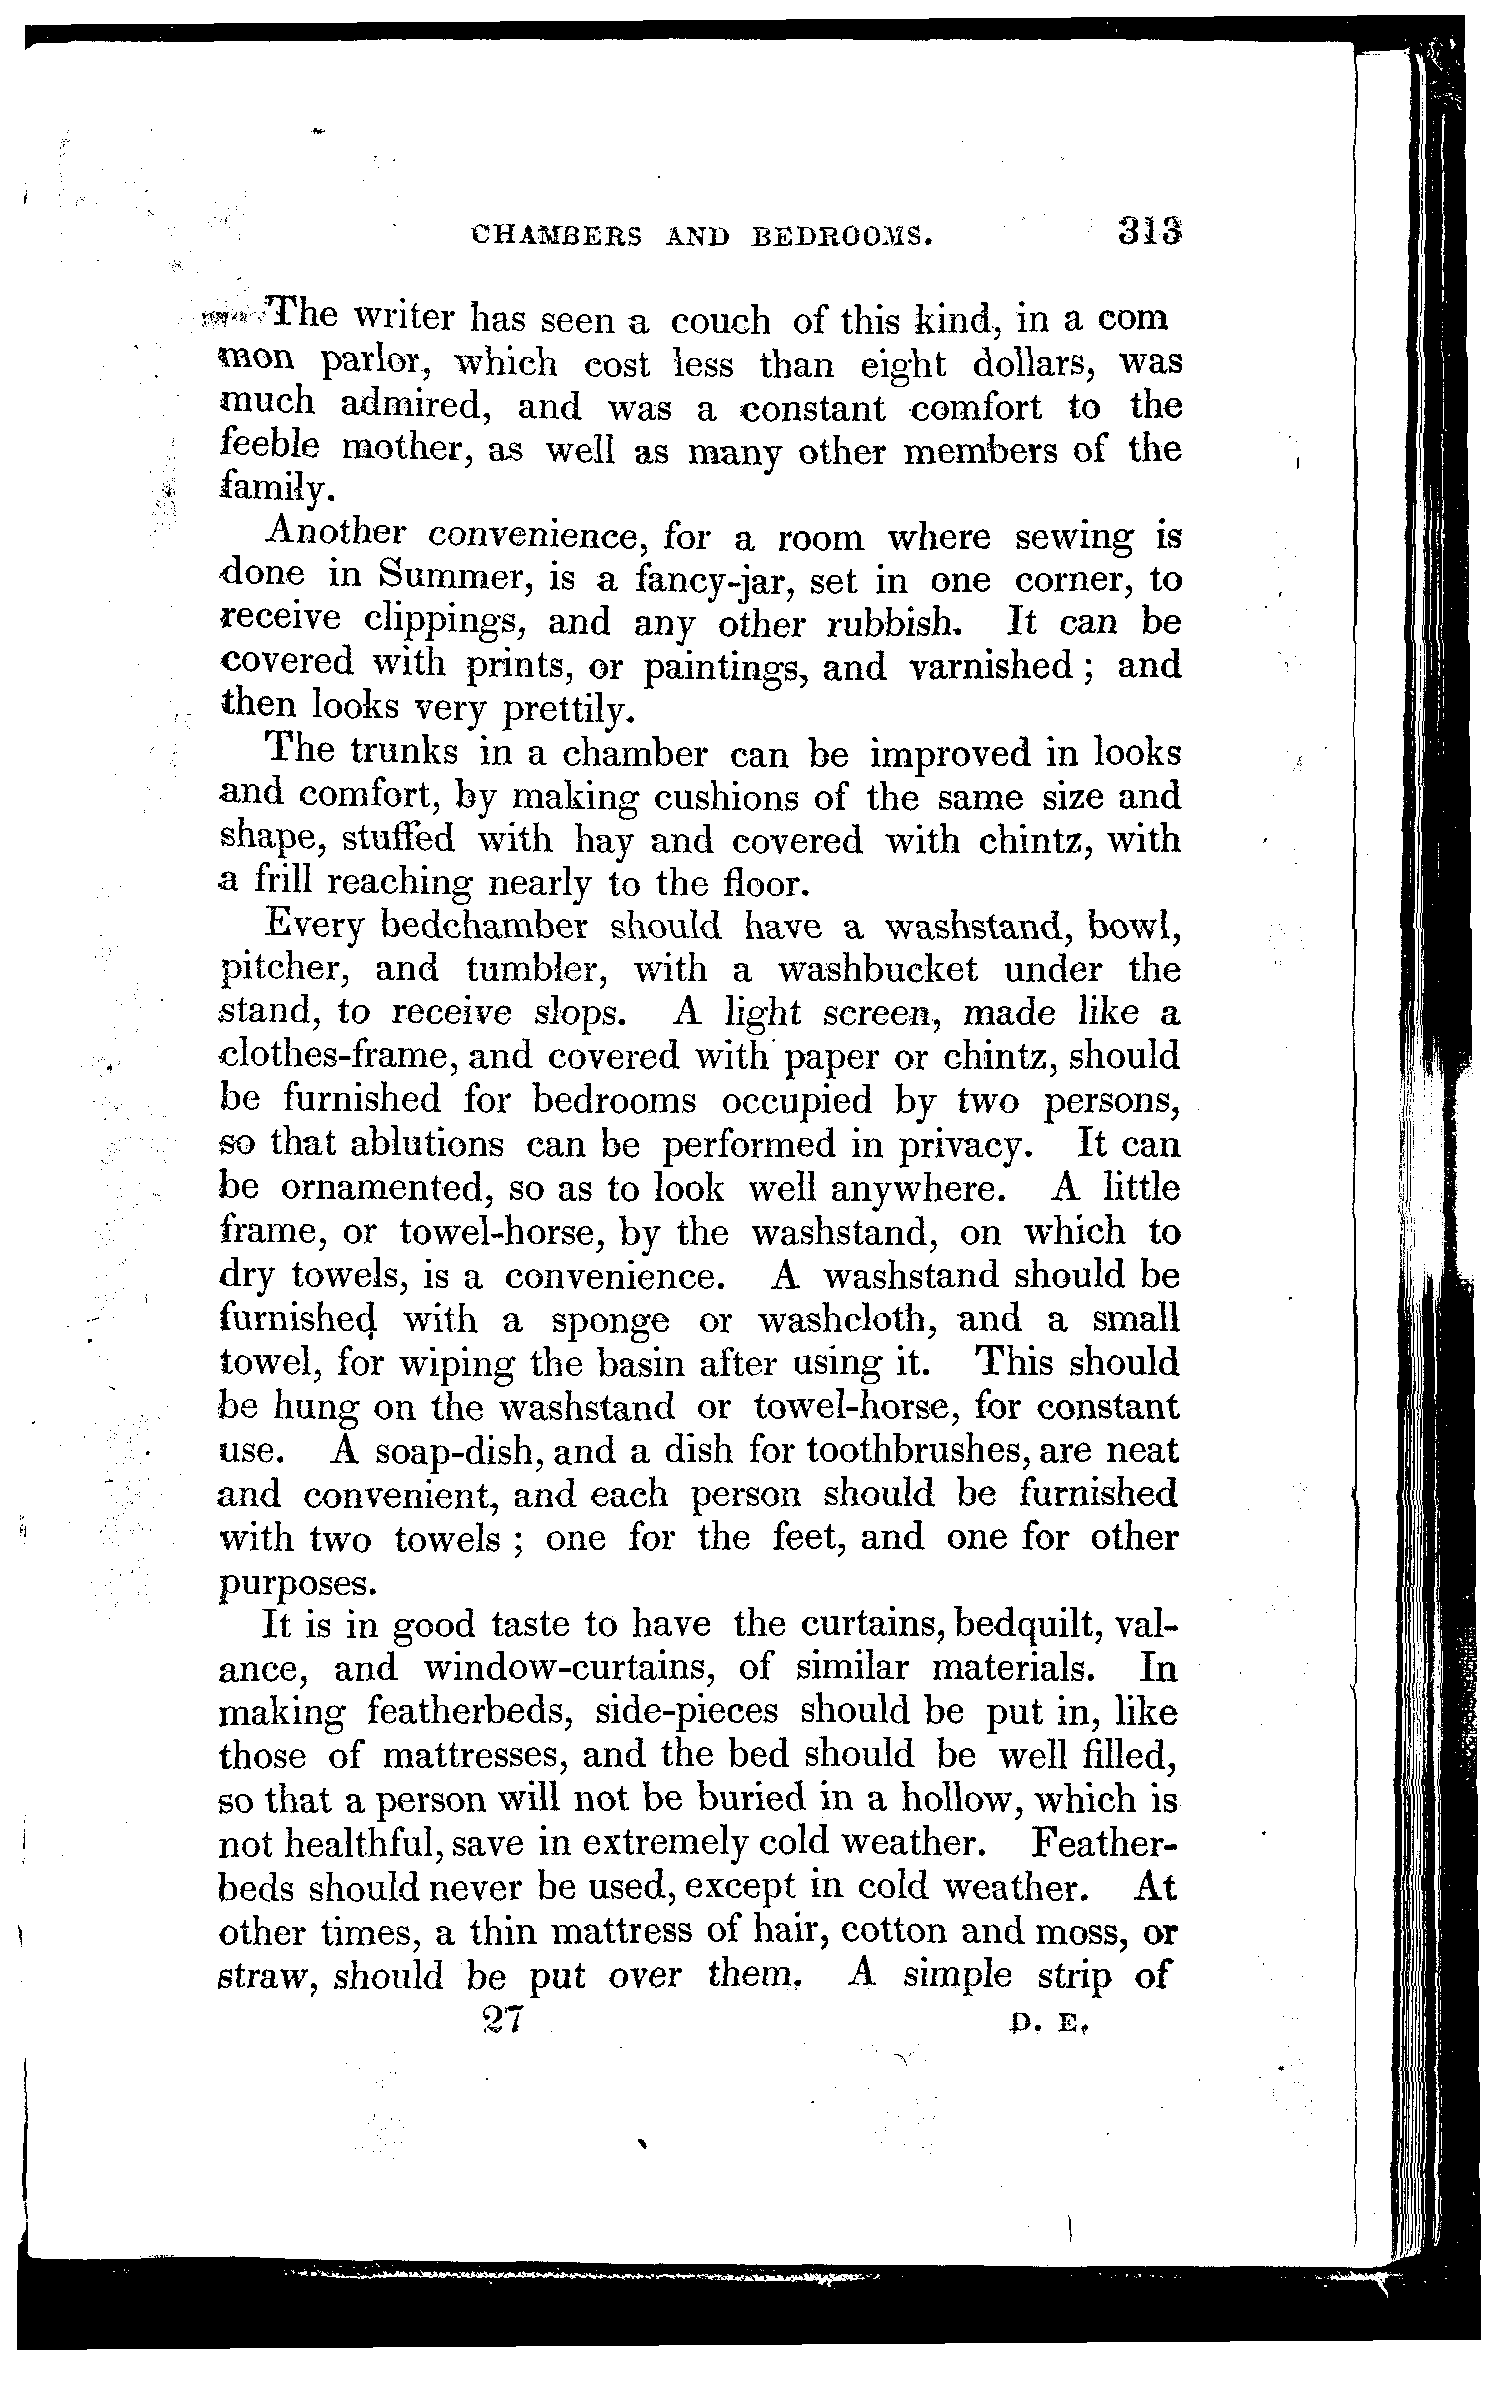 CHAMBERS AND BEDROOMS. 313
The writer has seen a couch of this kind, in a com
mon parlor, which cost less than eight dollars, was
much admired, and was a constant comfort to the
feeble mother, as well as many other members of the
family.
Another convenience, for a room where sewing is
done in Summer, is a fancy-jar, set in one corner, to
receive clippings, and any other rubbish. It can be
covered with prints, or paintings, and varnished; and
then looks very prettily.
The trunks in a chamber can be improved in looks
and comfort, by making cushions of the same size and
shape, stuffed with hay and covered with chintz, with
a frill reaching nearly to the floor.
Every bedchamber should have a washstand, bowl,
pitcher, and tumbler, with a washbucket under the
stand, to receive slops. A light screen, made like a
clothes-frame, and covered with paper or chintz, should
be furnished for bedrooms occupied by two persons,
so that ablutions can be performed in privacy. It can
be ornamented, so as to look well anywhere. A little
frame, or towel-horse, by the washstand, on which to
dry towels, is a convenience. A washstand should be
furnished with a sponge or washcloth, and a small
towel, for wiping the basin after using it. This should
be hung on the washstand or towel-horse, for constant
use. A soap-dish, and a dish for toothbrushes, are neat
and convenient, and each person should be furnished
with two towels; one for the feet, and one for other
purposes.
It is in good taste to have the curtains, bedquilt, val-
ance, and window-curtains, of similar materials. In
making featherbeds, side-pieces should be put in, like
those of mattresses, and the bed should be well filled,
so that a person will not be buried in a hollow, which is
not healthful, save in extremely cold weather. Feather-
beds should never be used, except in cold weather. At
other times, a thin mattress of hair, cotton and moss, or
straw, should be put over them. A simple strip of
27 D. E.